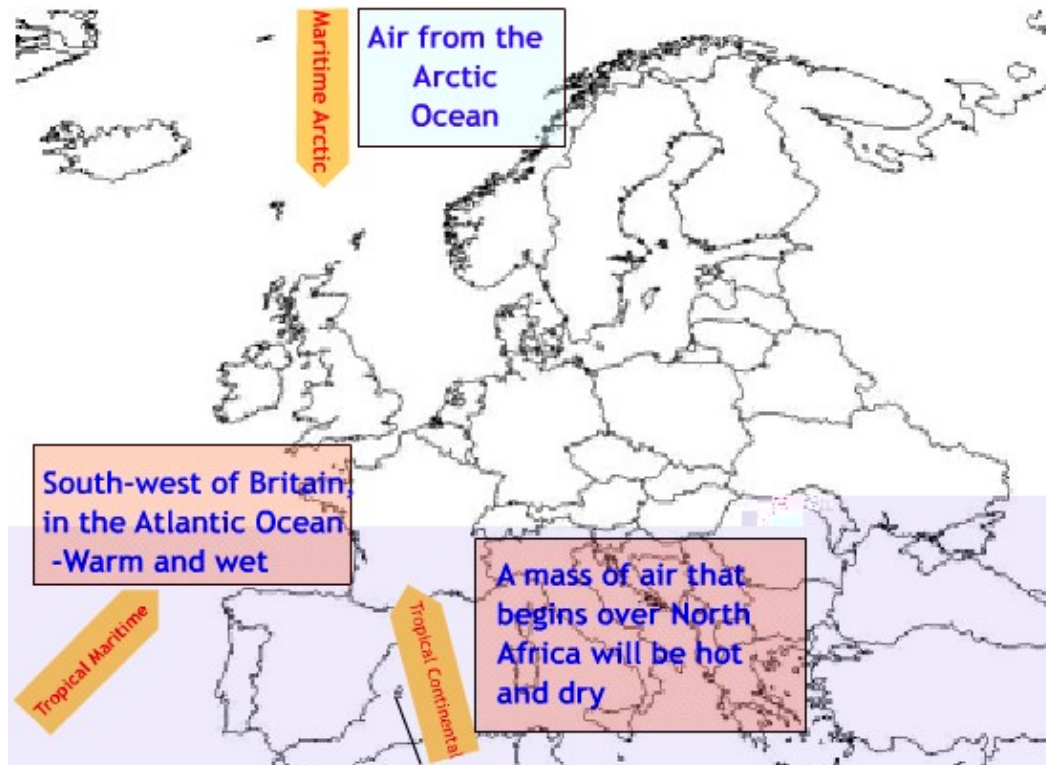 Maritime Arctic
Air from the
Arctic
Ocean
South-west of Britain,
in the Atlantic Ocean
-Warm and wet
Tropical Maritime
Tropical Continental
A mass of air that
begins over North
Africa will be hot
and dry